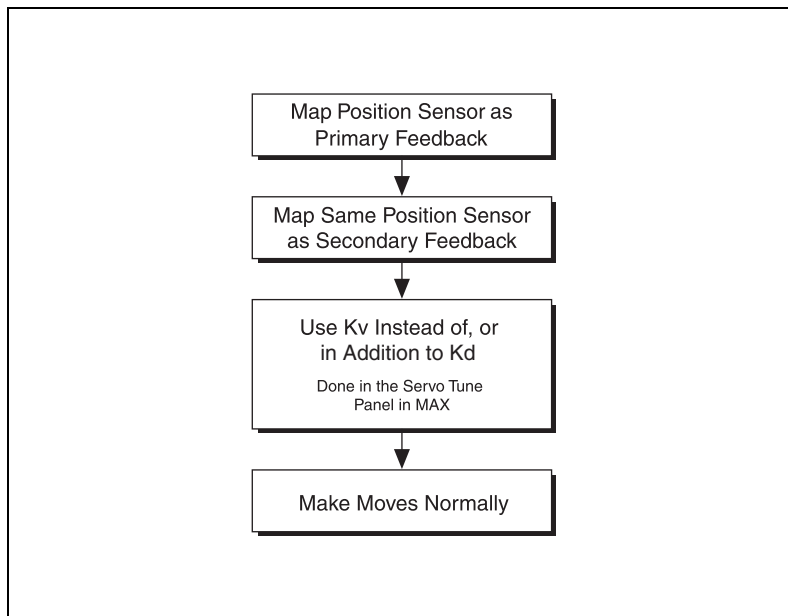 Map Position Sensor as
Primary Feedback
Map Same Position Sensor
as Secondary Feedback
Use Kv Instead of, or
in Addition to Kd
Done in the Servo Tune
Panel in MAX
Make Moves Normally